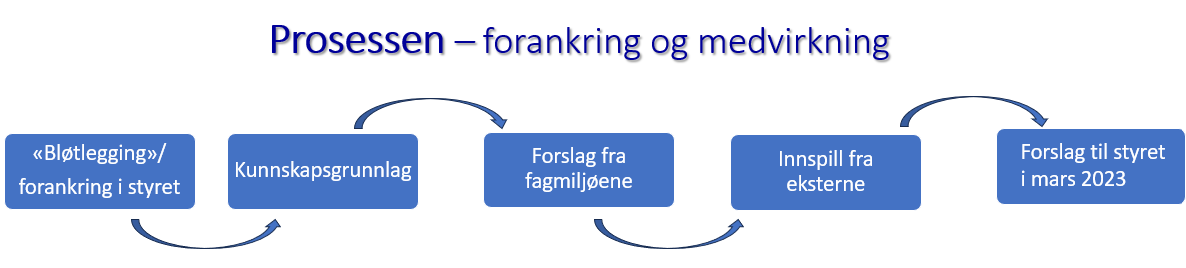 Prosessen – forankring og medvirkning
«Bløtlegging»/
forankring i styret
Kunnskapsgrunnlag
Forslag fra
fagmiljøene
Innspill fra
eksterne
Forslag til styret
i mars 2023